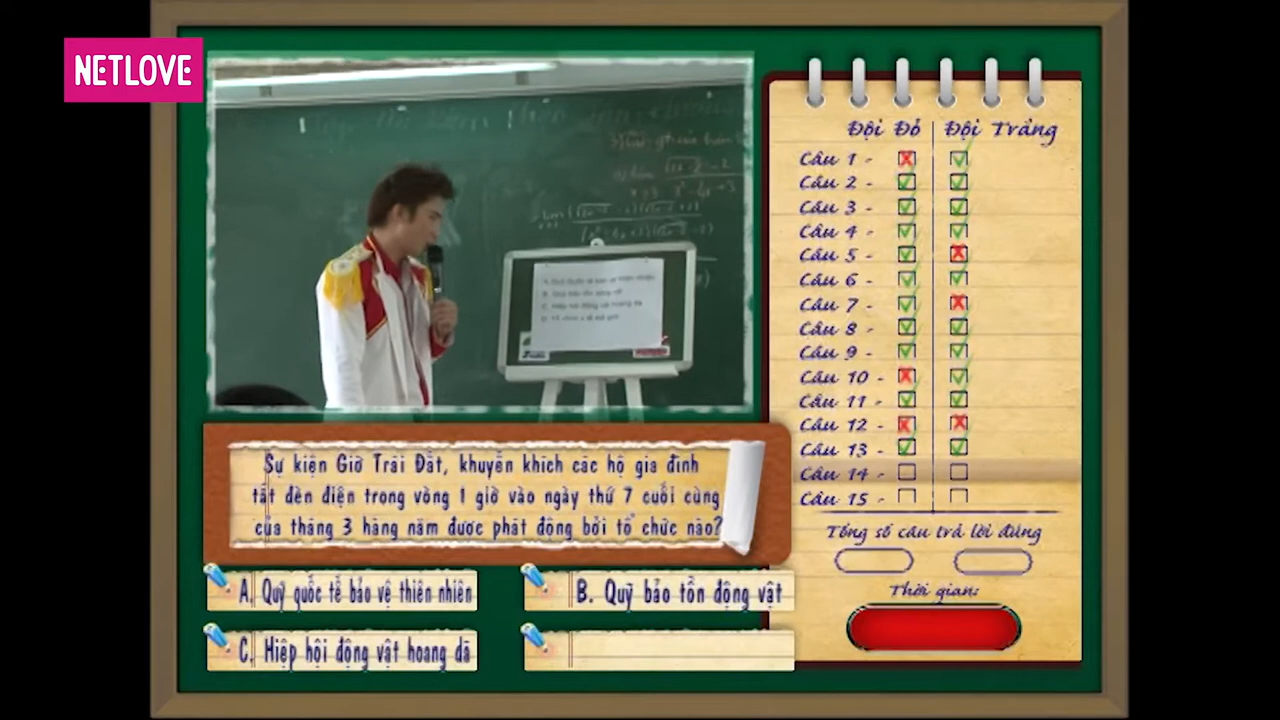 NETLOVE
Đội Đỏ Đội Trắng
Câu 1 -
Câu 2 -
Câu 3 -
Câu 4 -
Câu 5 -
Câu 6 -
Câu 7 -
Câu 8 -
Câu 9 -
Câu 10 -
Câu 11 -
Câu 12 -
Câu 13 -
Câu 14 -
Câu 15 -
Tổng số câu trả lời đúng
Thời gian:
Sự kiện Giờ Trái Đất, khuyến khích các hộ gia đình
tắt đèn điện trong vòng 1 giờ vào ngày thứ 7 cuối cùng
của tháng 3 hàng năm được phát động bởi tổ chức nào?
A. Quỹ quốc tế bảo vệ thiên nhiên
B. Quỹ bảo tồn động vật
C. Hiệp hội động vật hoang dã